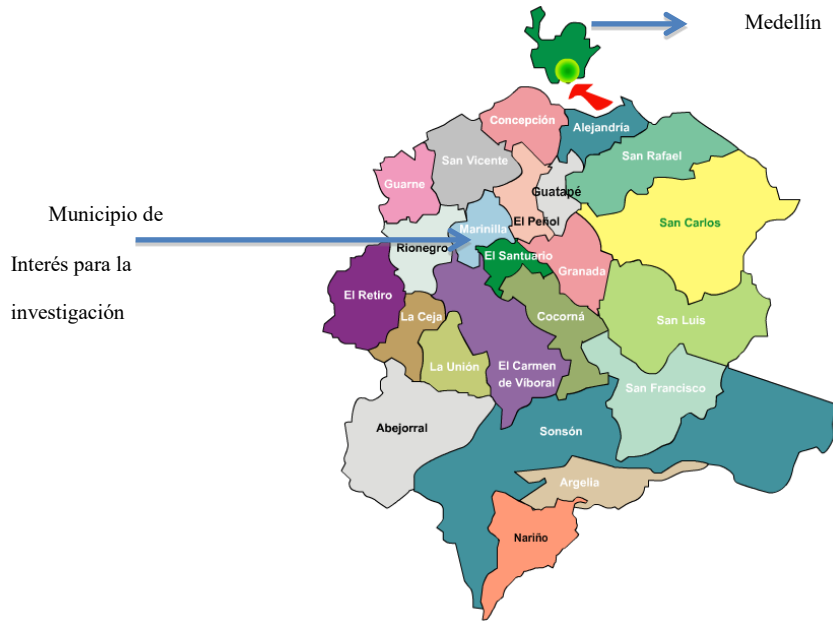 Medellín
Concepción
Alejandría
San Vicente
San Rafael
Guarne
Guatapé
El Peñol
Municipio de
Interés para la
investigación
Marinilla
San Carlos
Rionegro
El Santuario
Granada
El Retiro
La Ceja
Cocorná
San Luis
La Unión
El Carmen
de Víboral
San Francisco
Abejorral
Sonsón
Argelia
Nariño